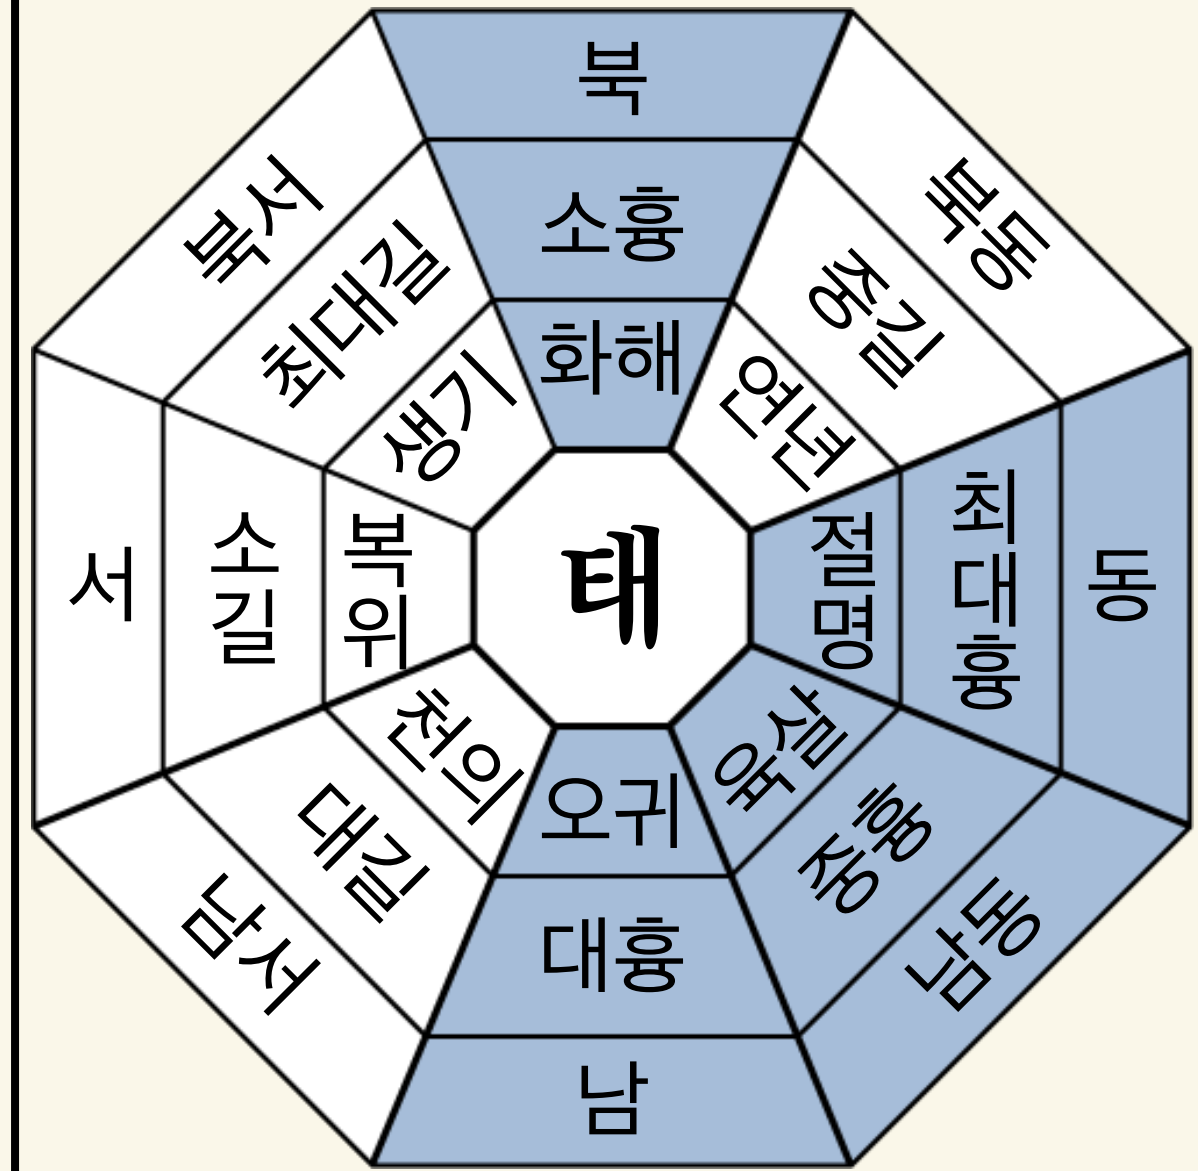 북
소흉
화해
북동
중길
연년
동
최대흉
절명
남동
중흉
육살
남
대흉
오귀
남서
대길
천의
서
소길
복위
북서
최대길
생기
태